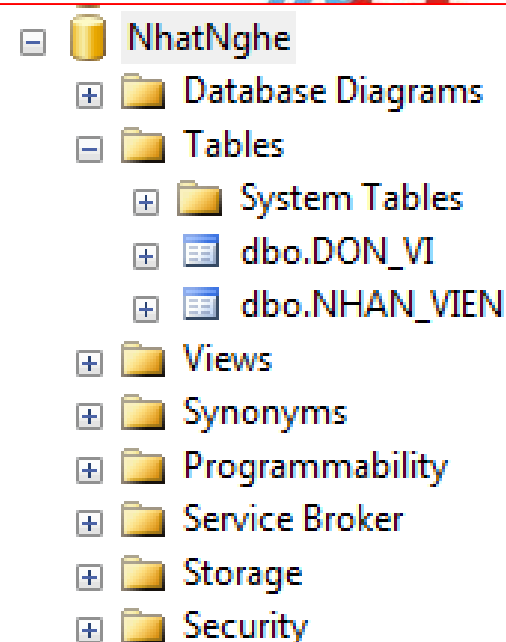 NhatNghe
Database Diagrams
Tables
System Tables
dbo.DON_VI
dbo.NHAN_VIEN
Views
Synonyms
Programmability
Service Broker
Storage
Security